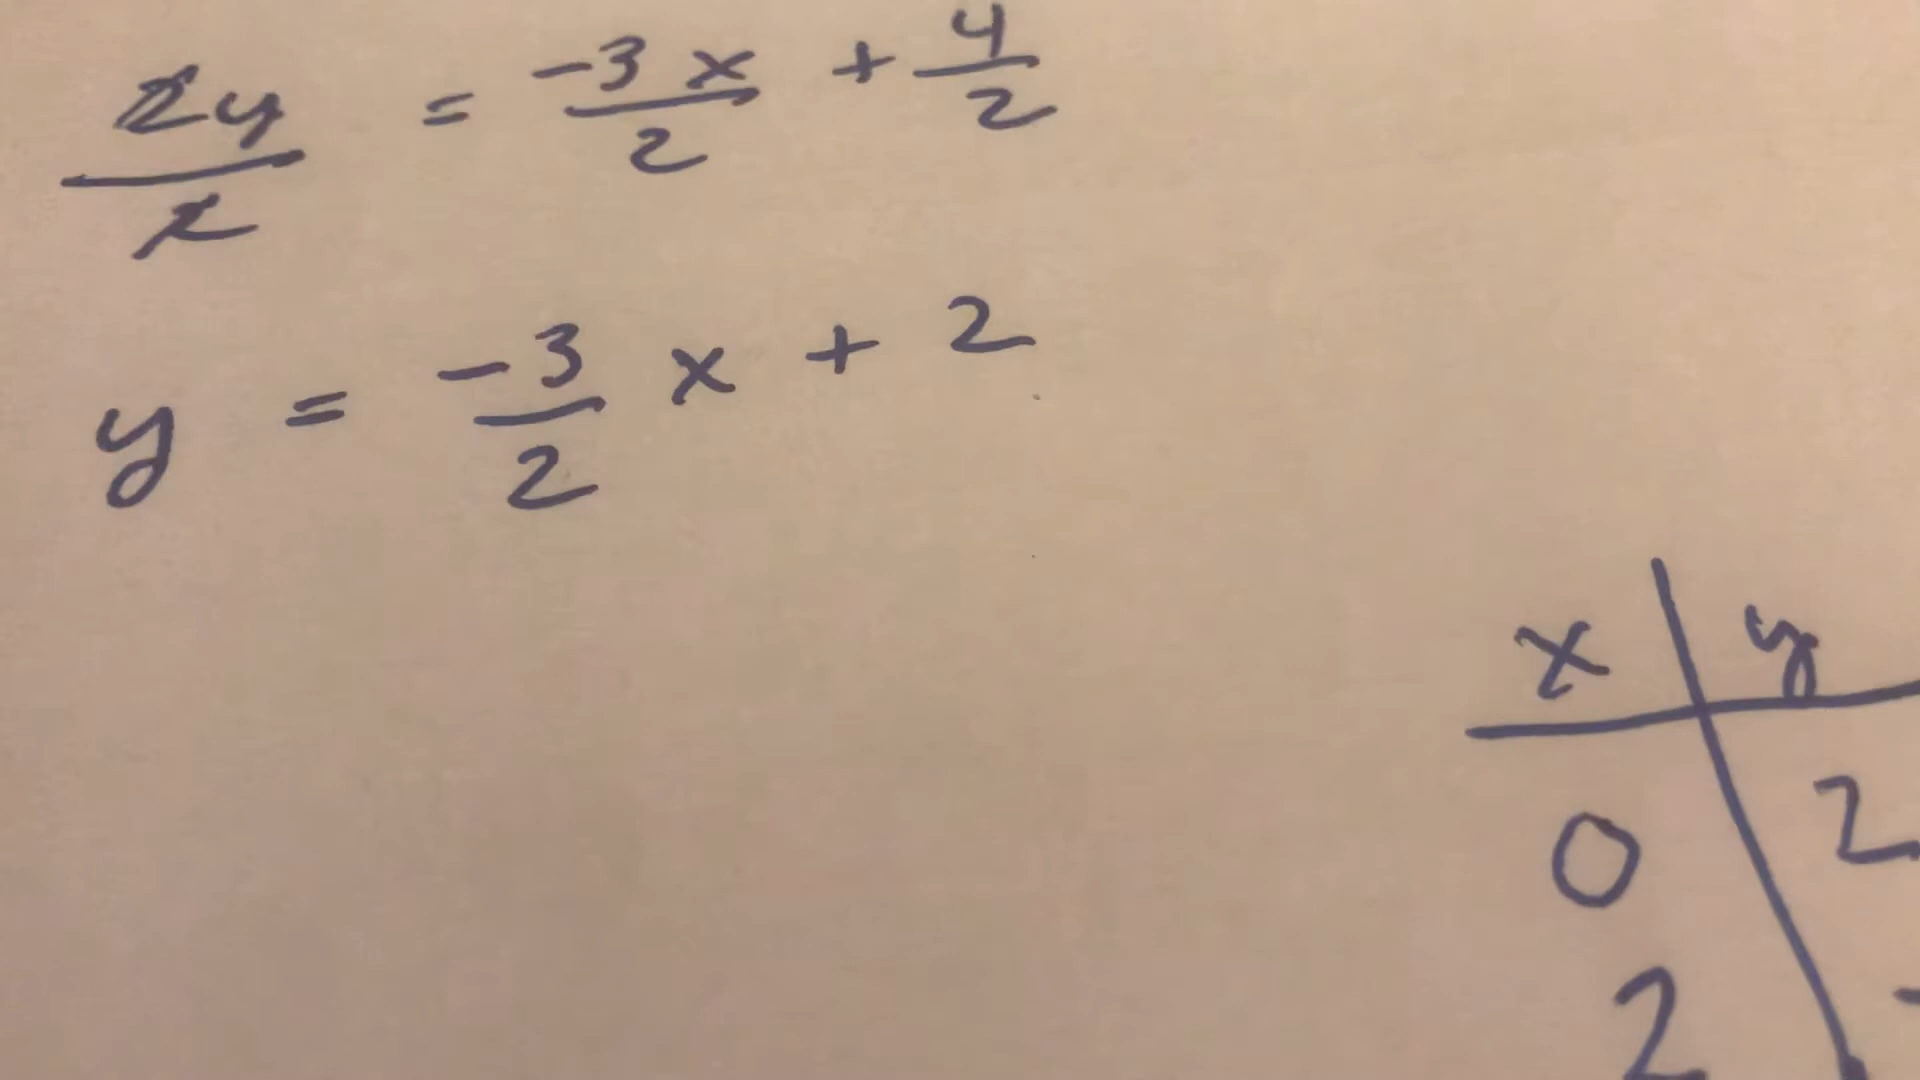 2y/2 = -3x/2 + 4/2
y = -3/2 x + 2
x | y
0 | 2
2 | -